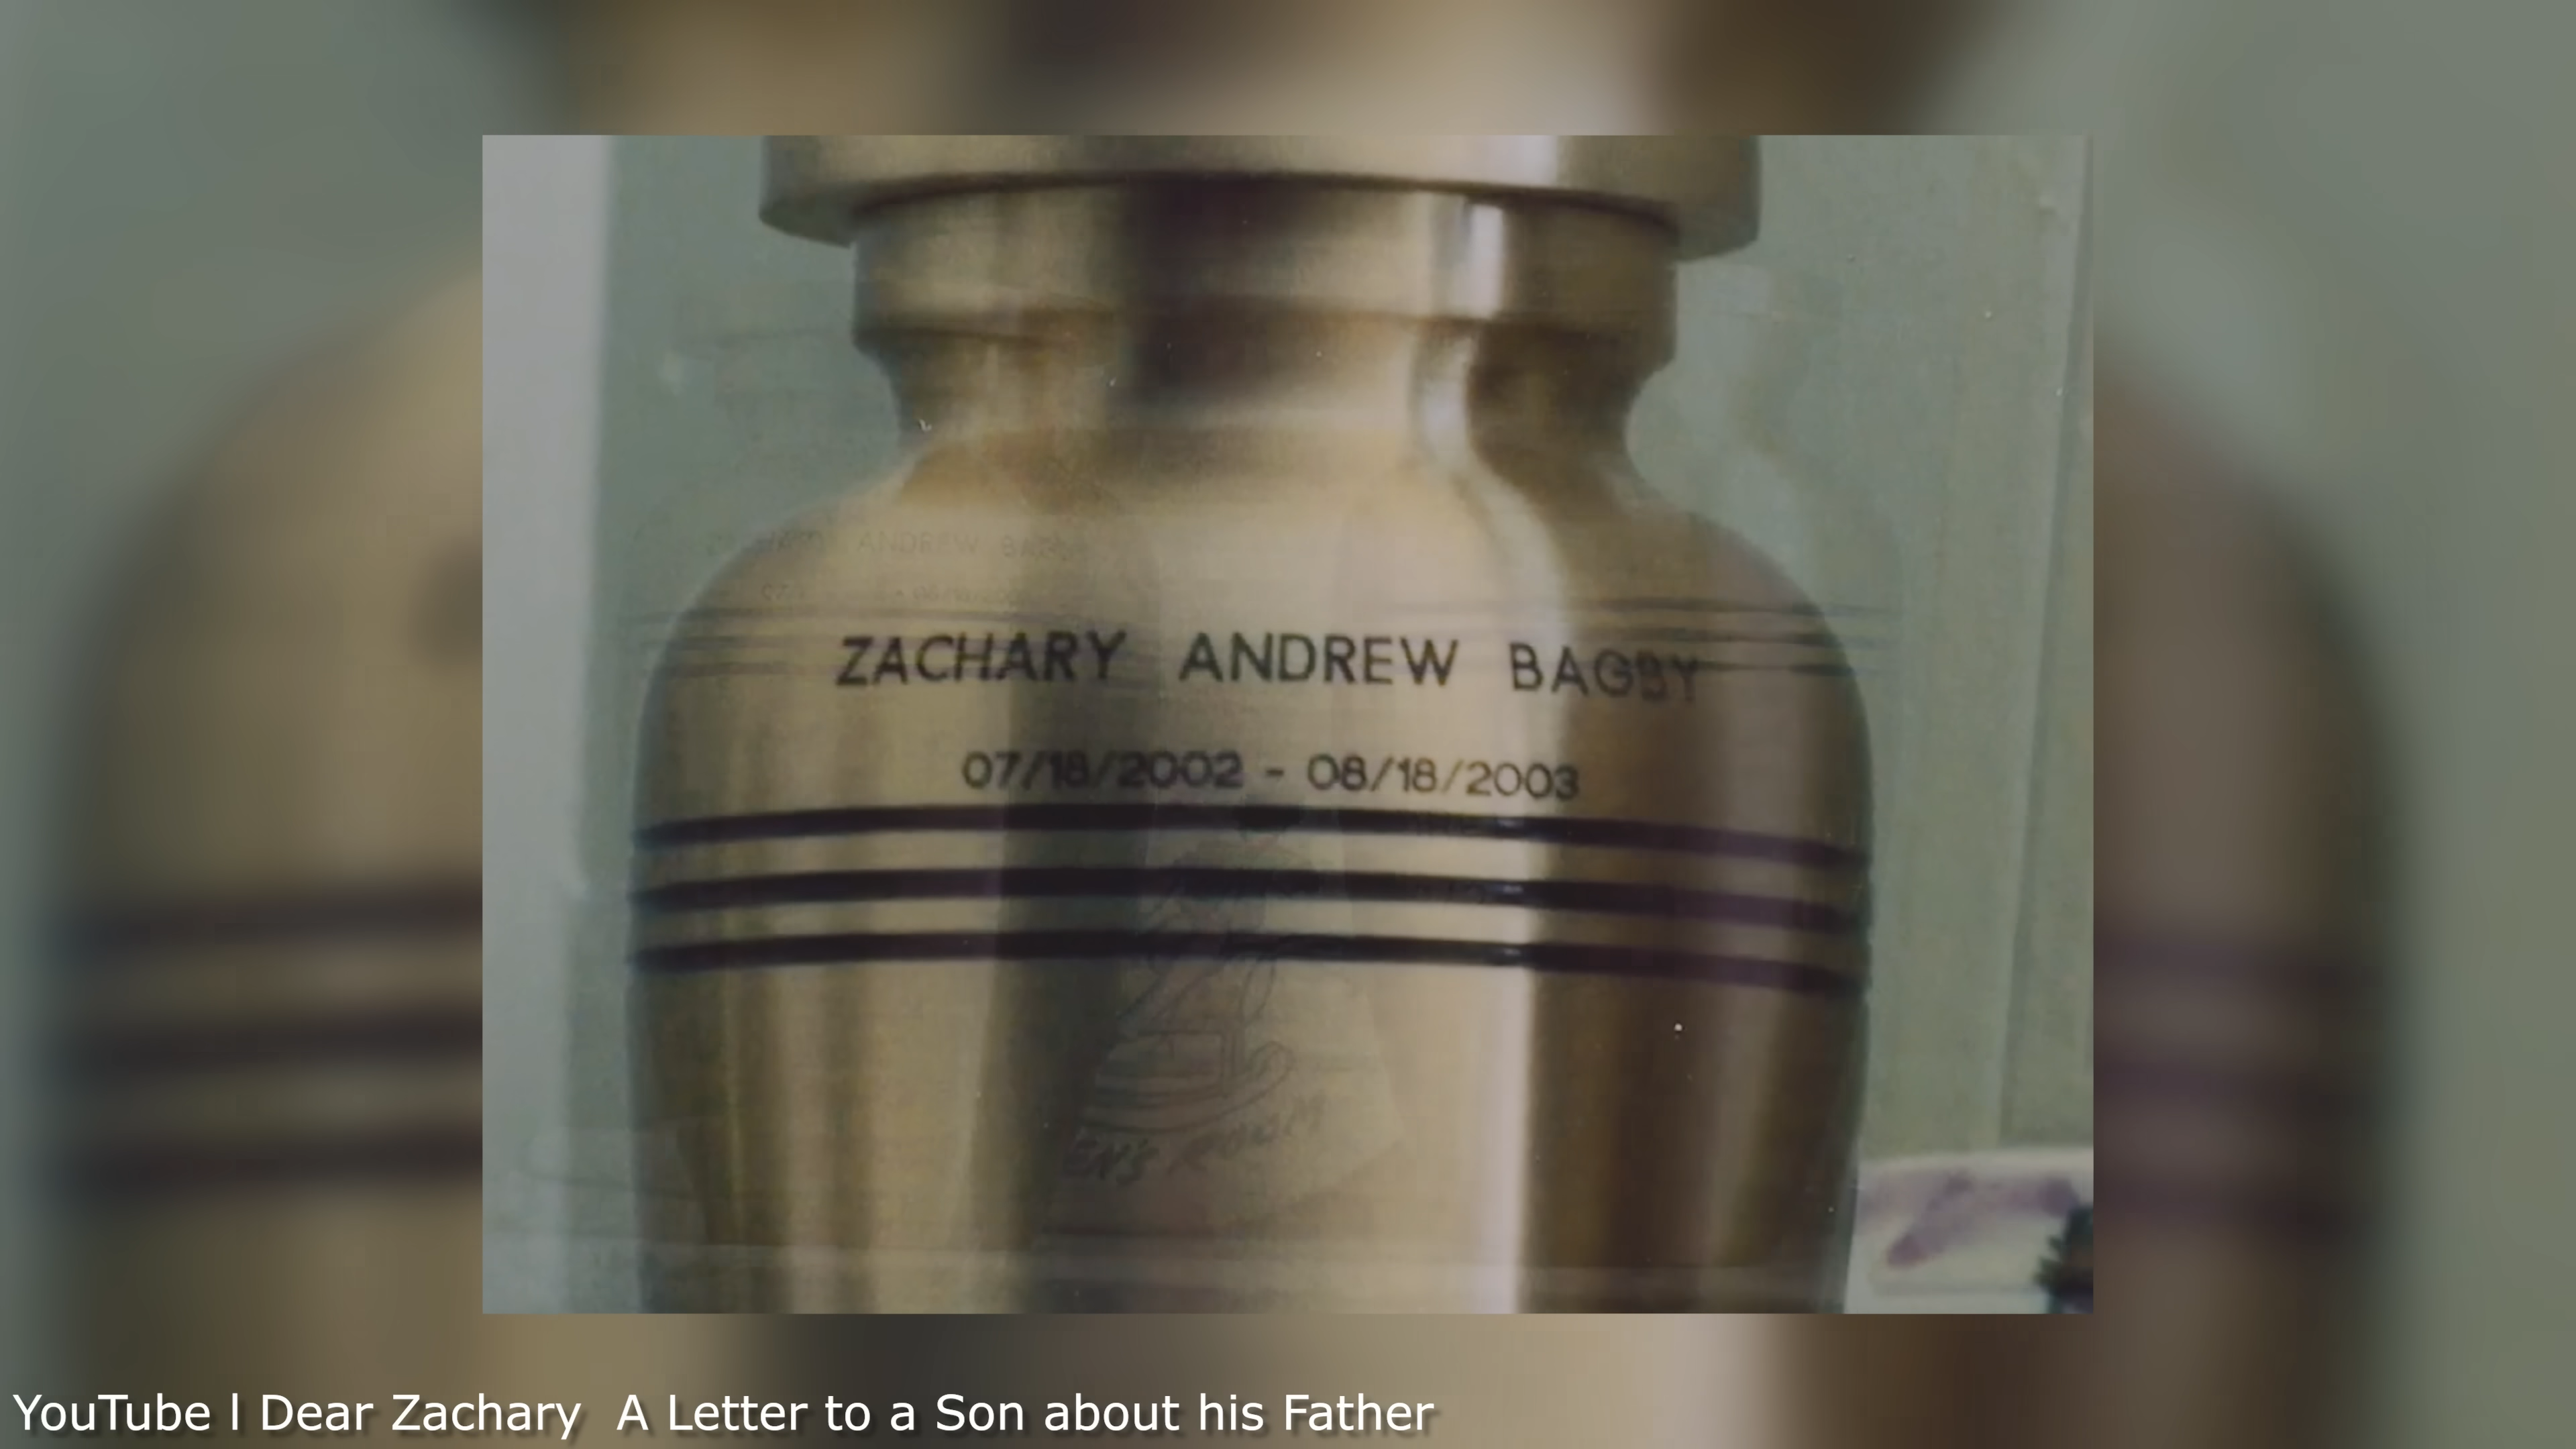 ZACHARY ANDREW BAGBY
07/18/2002 - 08/18/2003
YouTube l Dear Zachary  A Letter to a Son about his Father